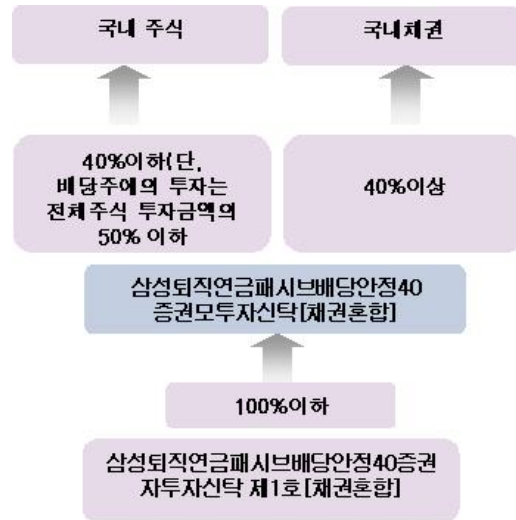 국내 주식
국내채권
40%이하(단,
배당주에의 투자는
전체주식 투자금액의
50% 이하
40%이상
삼성퇴직연금패시브배당안정40
증권모투자신탁[채권혼합]
100%이하
삼성퇴직연금패시브배당안정40증권
자투자신탁 제1호[채권혼합]